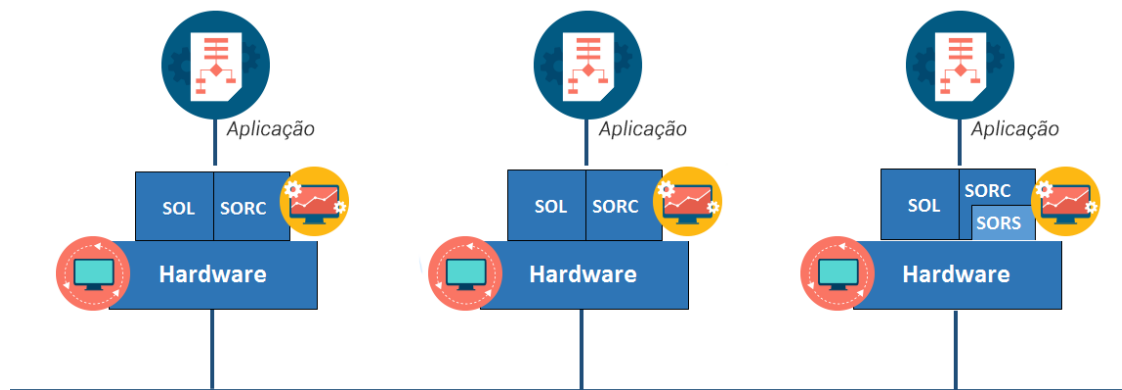 Aplicação
Aplicação
Aplicação
SOL SORC
SOL SORC
SOL SORC
SORS
Hardware
Hardware
Hardware